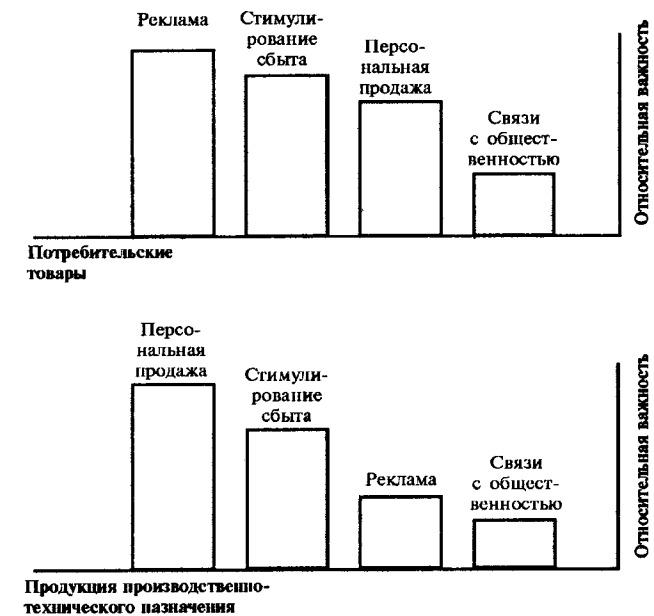 Реклама
Стимули-
рование
сбыта
Персо-
нальная
продажа
Связи
с общест-
венностью
Относительная важность
Потребительские
товары
Персо-
нальная
продажа
Стимули-
рование
сбыта
Реклама
Связи
с общест-
венностью
Относительная важность
Продукция производственно-
технического назначения